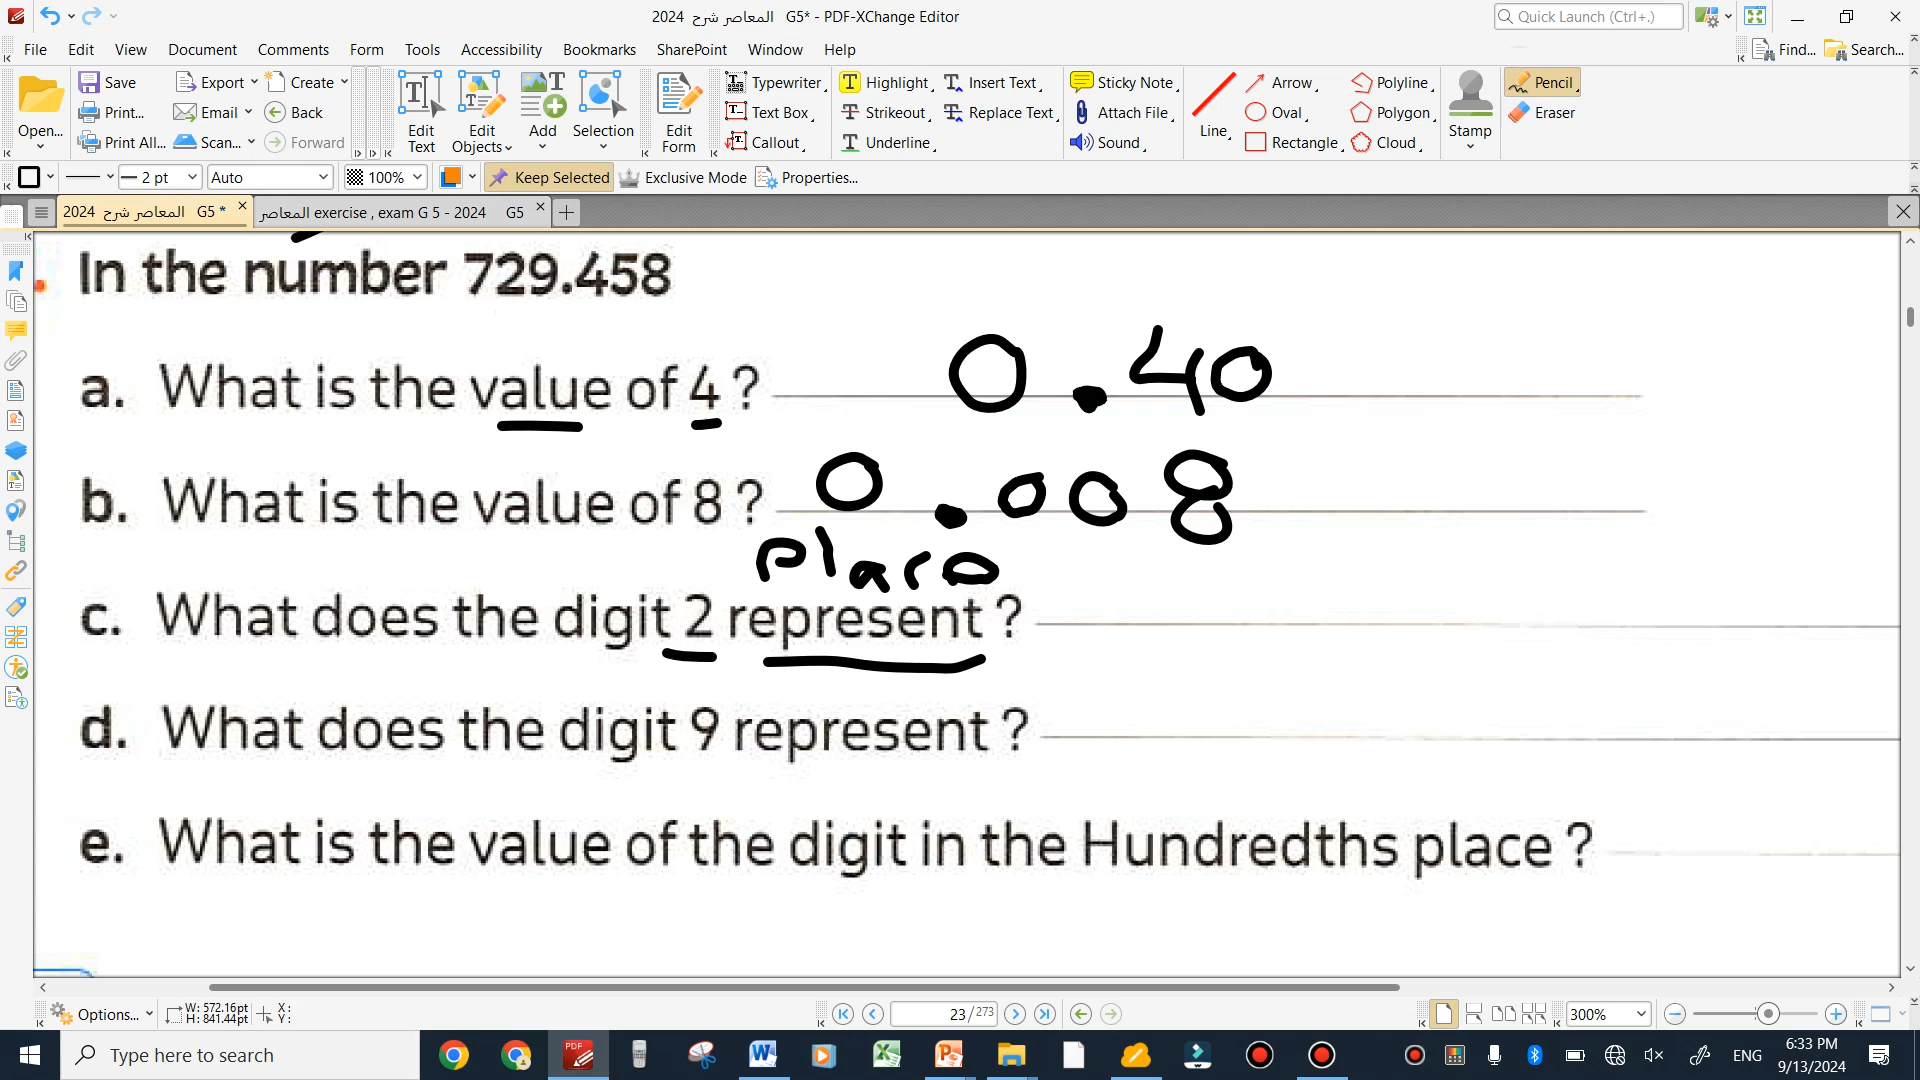 المعاصر شرح 2024 G5* - PDF-XChange Editor
Quick Launch (Ctrl+.)
File Edit View Document Comments Form Tools Accessibility Bookmarks SharePoint Window Help
Find... Search...
Open... Save Export Create Edit Text Edit Objects Add Selection Edit Form Typewriter Highlight Insert Text Sticky Note Line Arrow Polyline Stamp Pencil
Print... Email Back Text Box Strikeout Replace Text Attach File Oval Polygon Eraser
Print All... Scan... Forward Callout Underline Sound Rectangle Cloud
2 pt Auto 100% Keep Selected Exclusive Mode Properties...
المعاصر شرح 2024 G5 *
المعاصر exercise , exam G 5 - 2024 G5
In the number 729.458
a. What is the value of 4 ? 0.40
b. What is the value of 8 ? 0.008
c. What does the digit 2 represent ?
d. What does the digit 9 represent ?
e. What is the value of the digit in the Hundredths place ?
Options... W: 572.16pt X:
H: 841.44pt Y:
23 / 273
300%
Type here to search
ENG
6:33 PM
9/13/2024